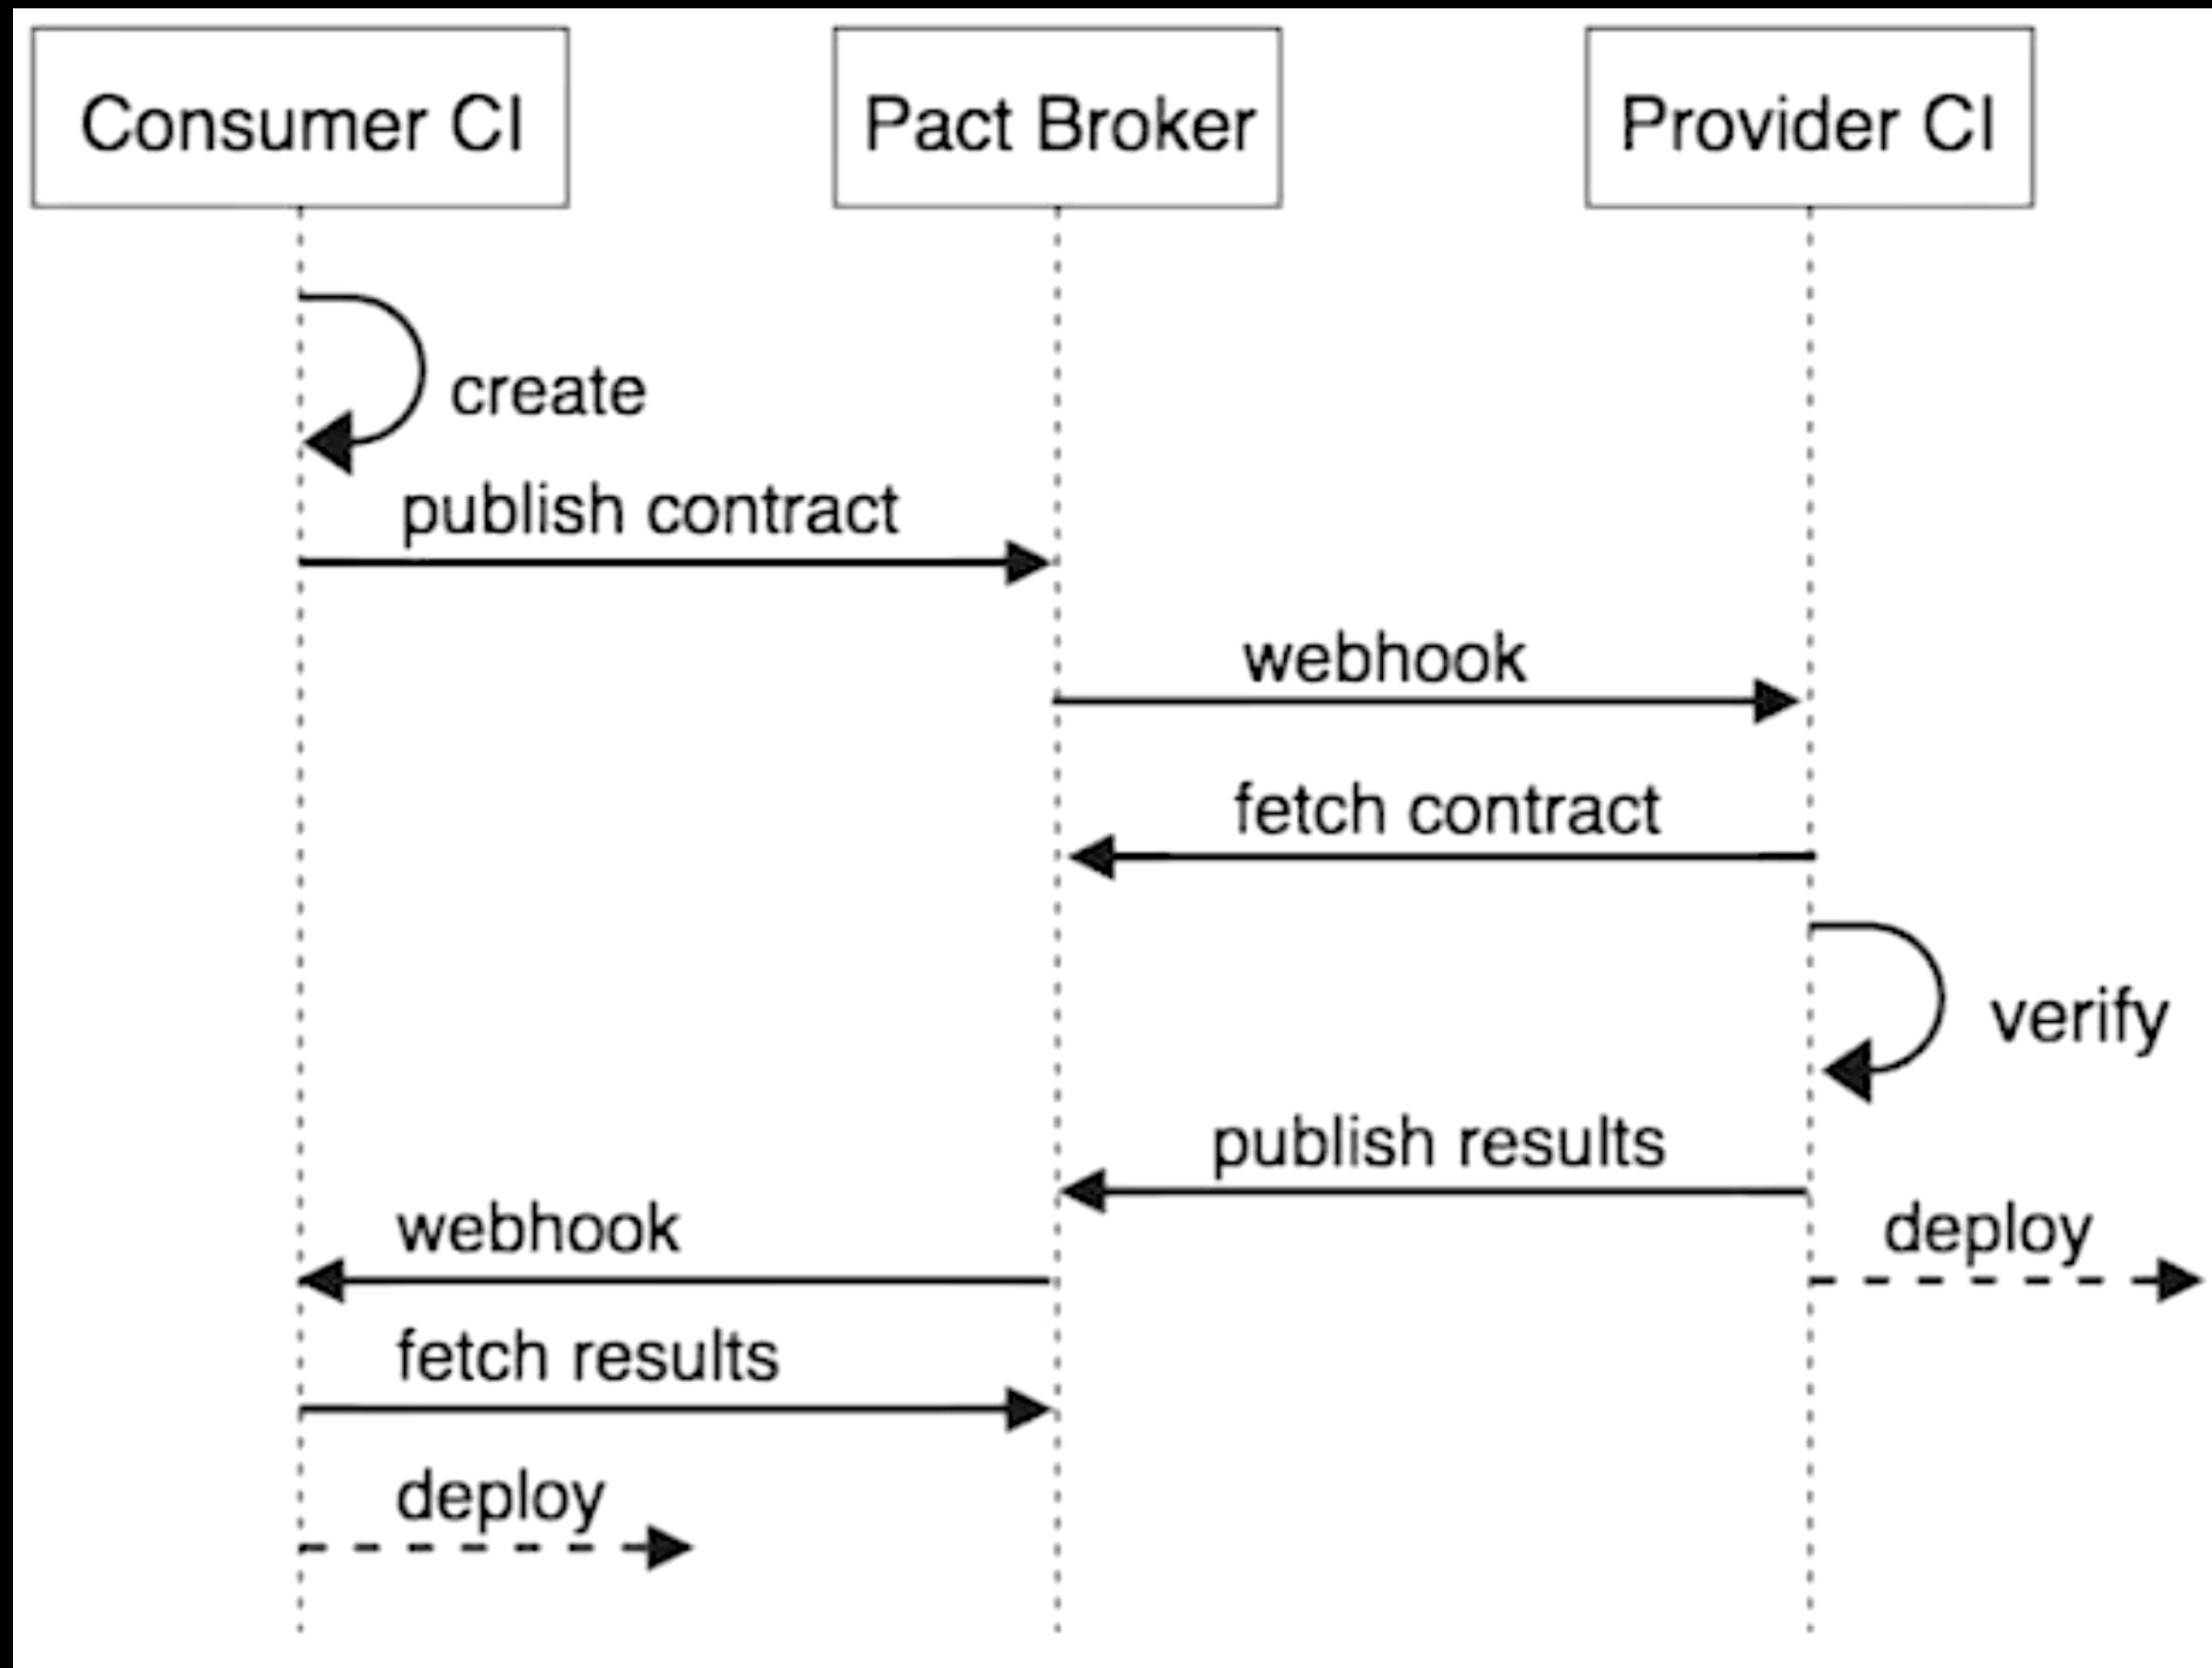 Consumer CI
Pact Broker
Provider CI
create
publish contract
webhook
fetch contract
verify
publish results
webhook
deploy
fetch results
deploy